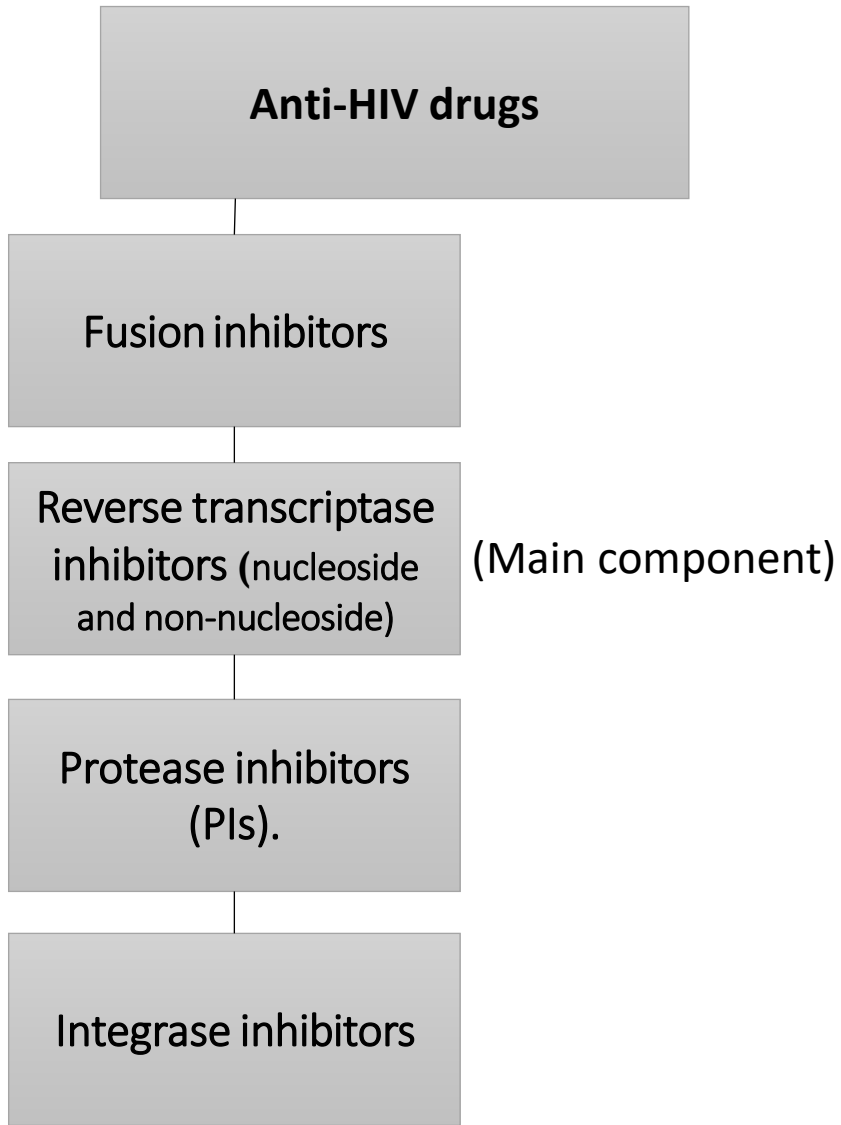 Anti-HIV drugs
Fusion inhibitors
Reverse transcriptase
inhibitors (nucleoside
and non-nucleoside)
(Main component)
Protease inhibitors
(PIs).
Integrase inhibitors